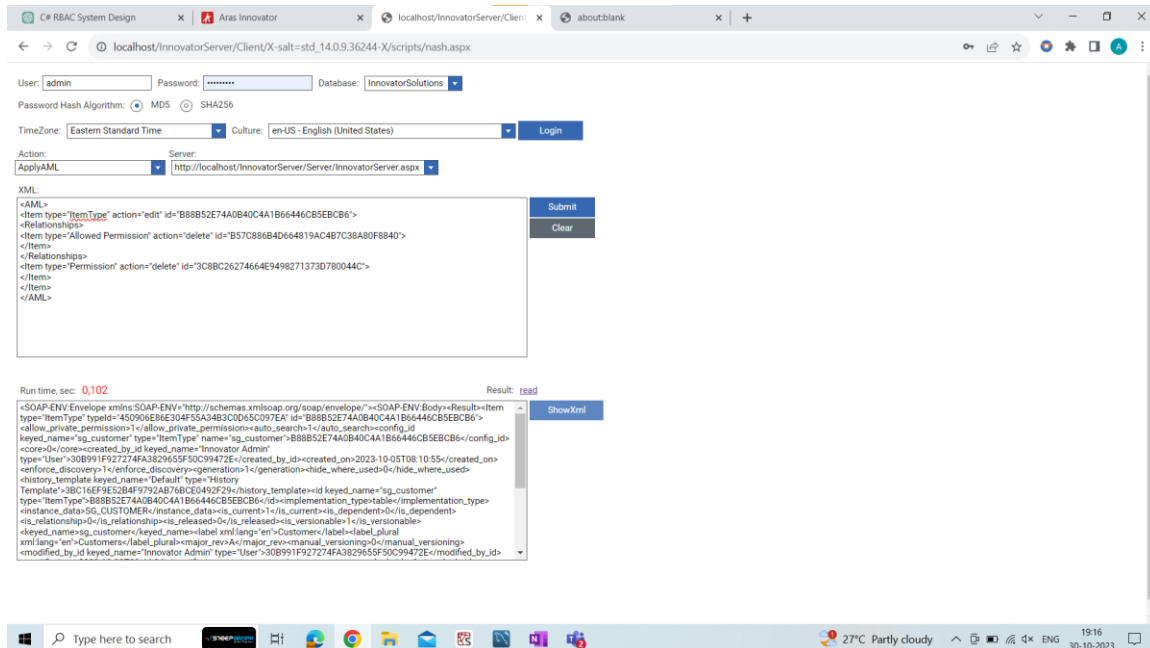 C# RBAC System Design
Aras Innovator
localhost/InnovatorServer/Client
about:blank
localhost/InnovatorServer/Client/X-salt=std_14.0.9.36244-X/scripts/nash.aspx
A
User: admin Password: ········· Database: InnovatorSolutions
Password Hash Algorithm: MD5 SHA256
TimeZone: Eastern Standard Time Culture: en-US - English (United States) Login
Action: Server:
ApplyAML http://localhost/InnovatorServer/Server/InnovatorServer.aspx
XML:
<AML>
<Item type="ItemType" action="edit" id="B88B52E74A0B40C4A1B66446CB5EBCB6">
<Relationships>
<Item type="Allowed Permission" action="delete" id="B57C886B4D664819AC4B7C38A80F8840">
</Item>
</Relationships>
<Item type="Permission" action="delete" id="3C8BC26274664E9498271373D780044C">
</Item>
</Item>
</AML>
Submit
Clear
Run time, sec: 0,102 Result: read
<SOAP-ENV:Envelope xmlns:SOAP-ENV="http://schemas.xmlsoap.org/soap/envelope/"><SOAP-ENV:Body><Result><Item
type="ItemType" typeId="450906E86E304F55A34B3C0D65C097EA" id="B88B52E74A0B40C4A1B66446CB5EBCB6">
<allow_private_permission>1</allow_private_permission><auto_search>1</auto_search><config_id
keyed_name="sg_customer" type="ItemType" name="sg_customer">B88B52E74A0B40C4A1B66446CB5EBCB6</config_id>
<core>0</core><created_by_id keyed_name="Innovator Admin"
type="User">30B991F927274FA3829655F50C99472E</created_by_id><created_on>2023-10-05T08:10:55</created_on>
<enforce_discovery>1</enforce_discovery><generation>1</generation><hide_where_used>0</hide_where_used>
<history_template keyed_name="Default" type="History
Template">3BC16EF9E52B4F9792AB76BCE0492F29</history_template><id keyed_name="sg_customer"
type="ItemType">B88B52E74A0B40C4A1B66446CB5EBCB6</id><implementation_type>table</implementation_type>
<instance_data>SG_CUSTOMER</instance_data><is_current>1</is_current><is_dependent>0</is_dependent>
<is_relationship>0</is_relationship><is_released>0</is_released><is_versionable>1</is_versionable>
<keyed_name>sg_customer</keyed_name><label xml:lang="en">Customer</label><label_plural
xml:lang="en">Customers</label_plural><major_rev>A</major_rev><manual_versioning>0</manual_versioning>
<modified_by_id keyed_name="Innovator Admin" type="User">30B991F927274FA3829655F50C99472E</modified_by_id>
ShowXml
Type here to search
27°C Partly cloudy
ENG
19:16
30-10-2023